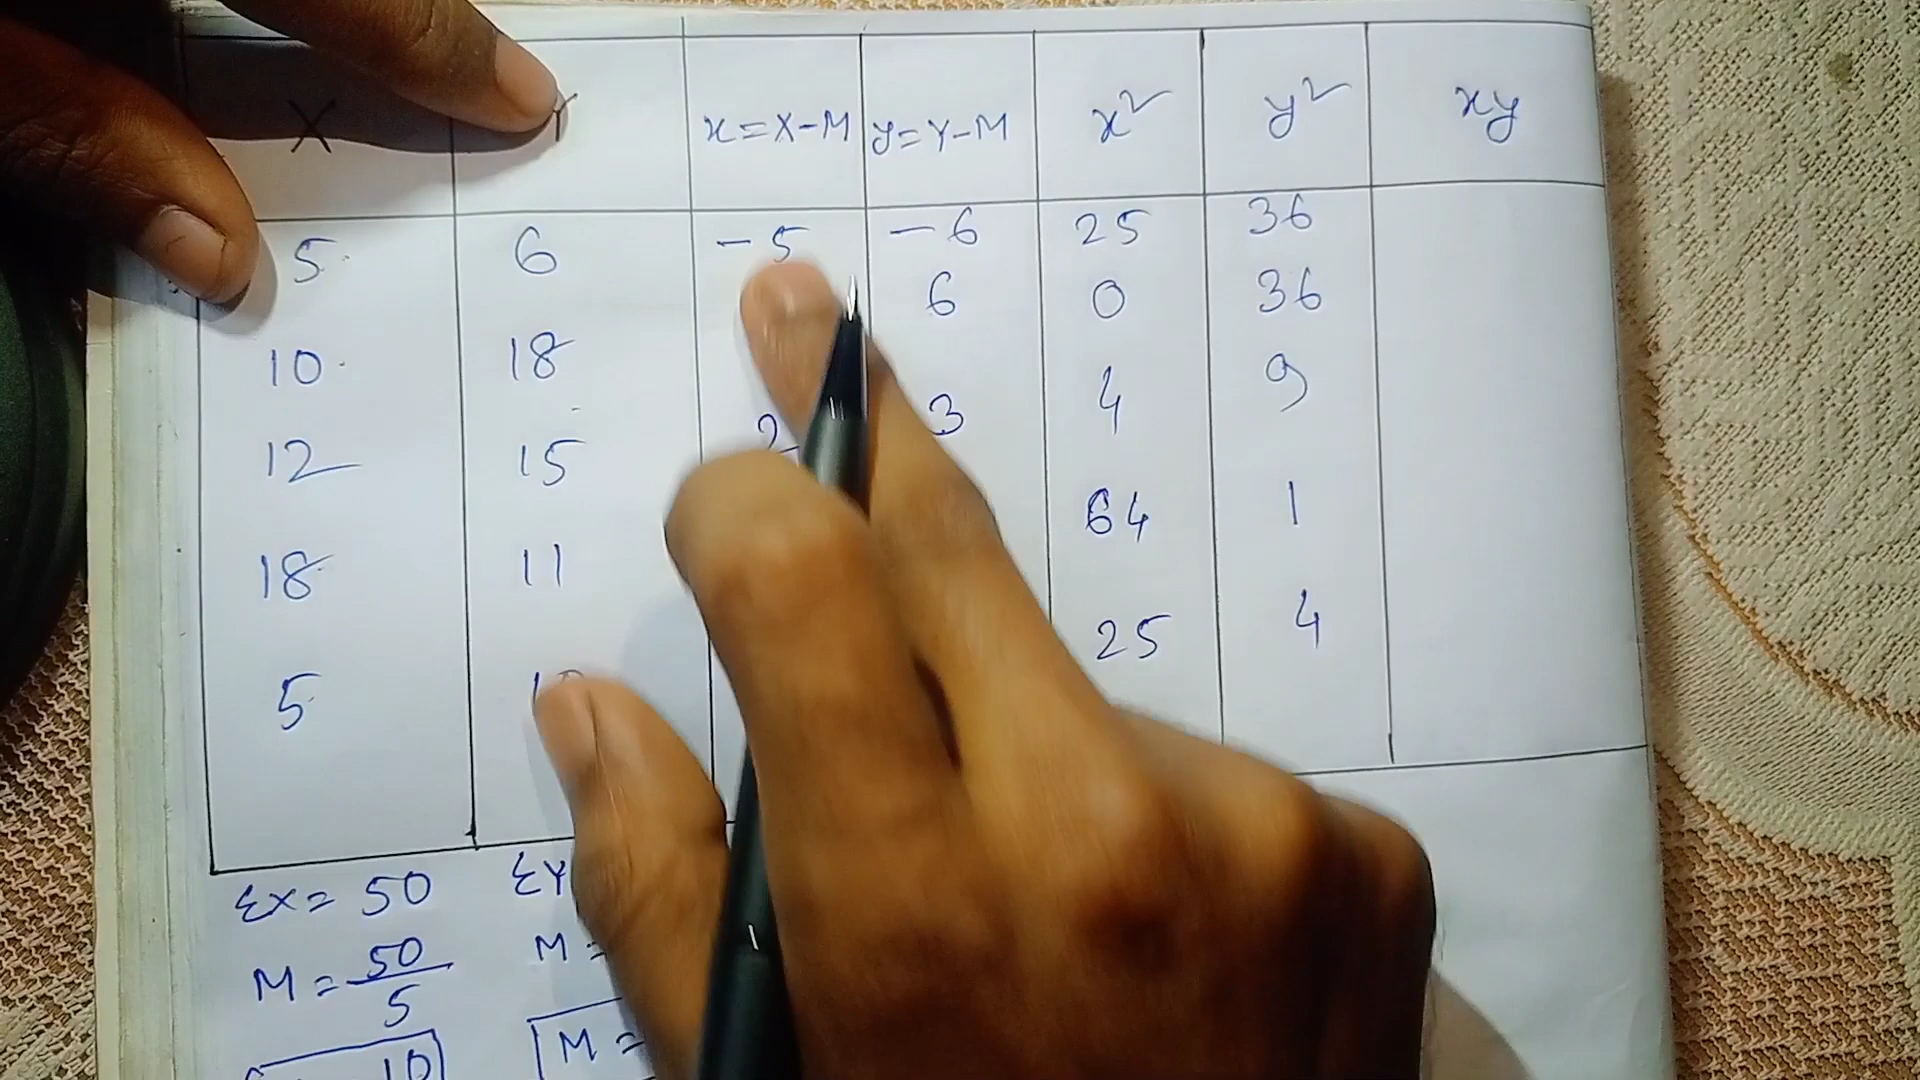 X Y x=X-M y=Y-M x² y² xy
5 6 -5 -6 25 36
10 18 6 0 36
12 15 2 3 4 9
18 11 64 1
5 25 4
ΣX= 50 ΣY
M = 50/5 M =
10 M =